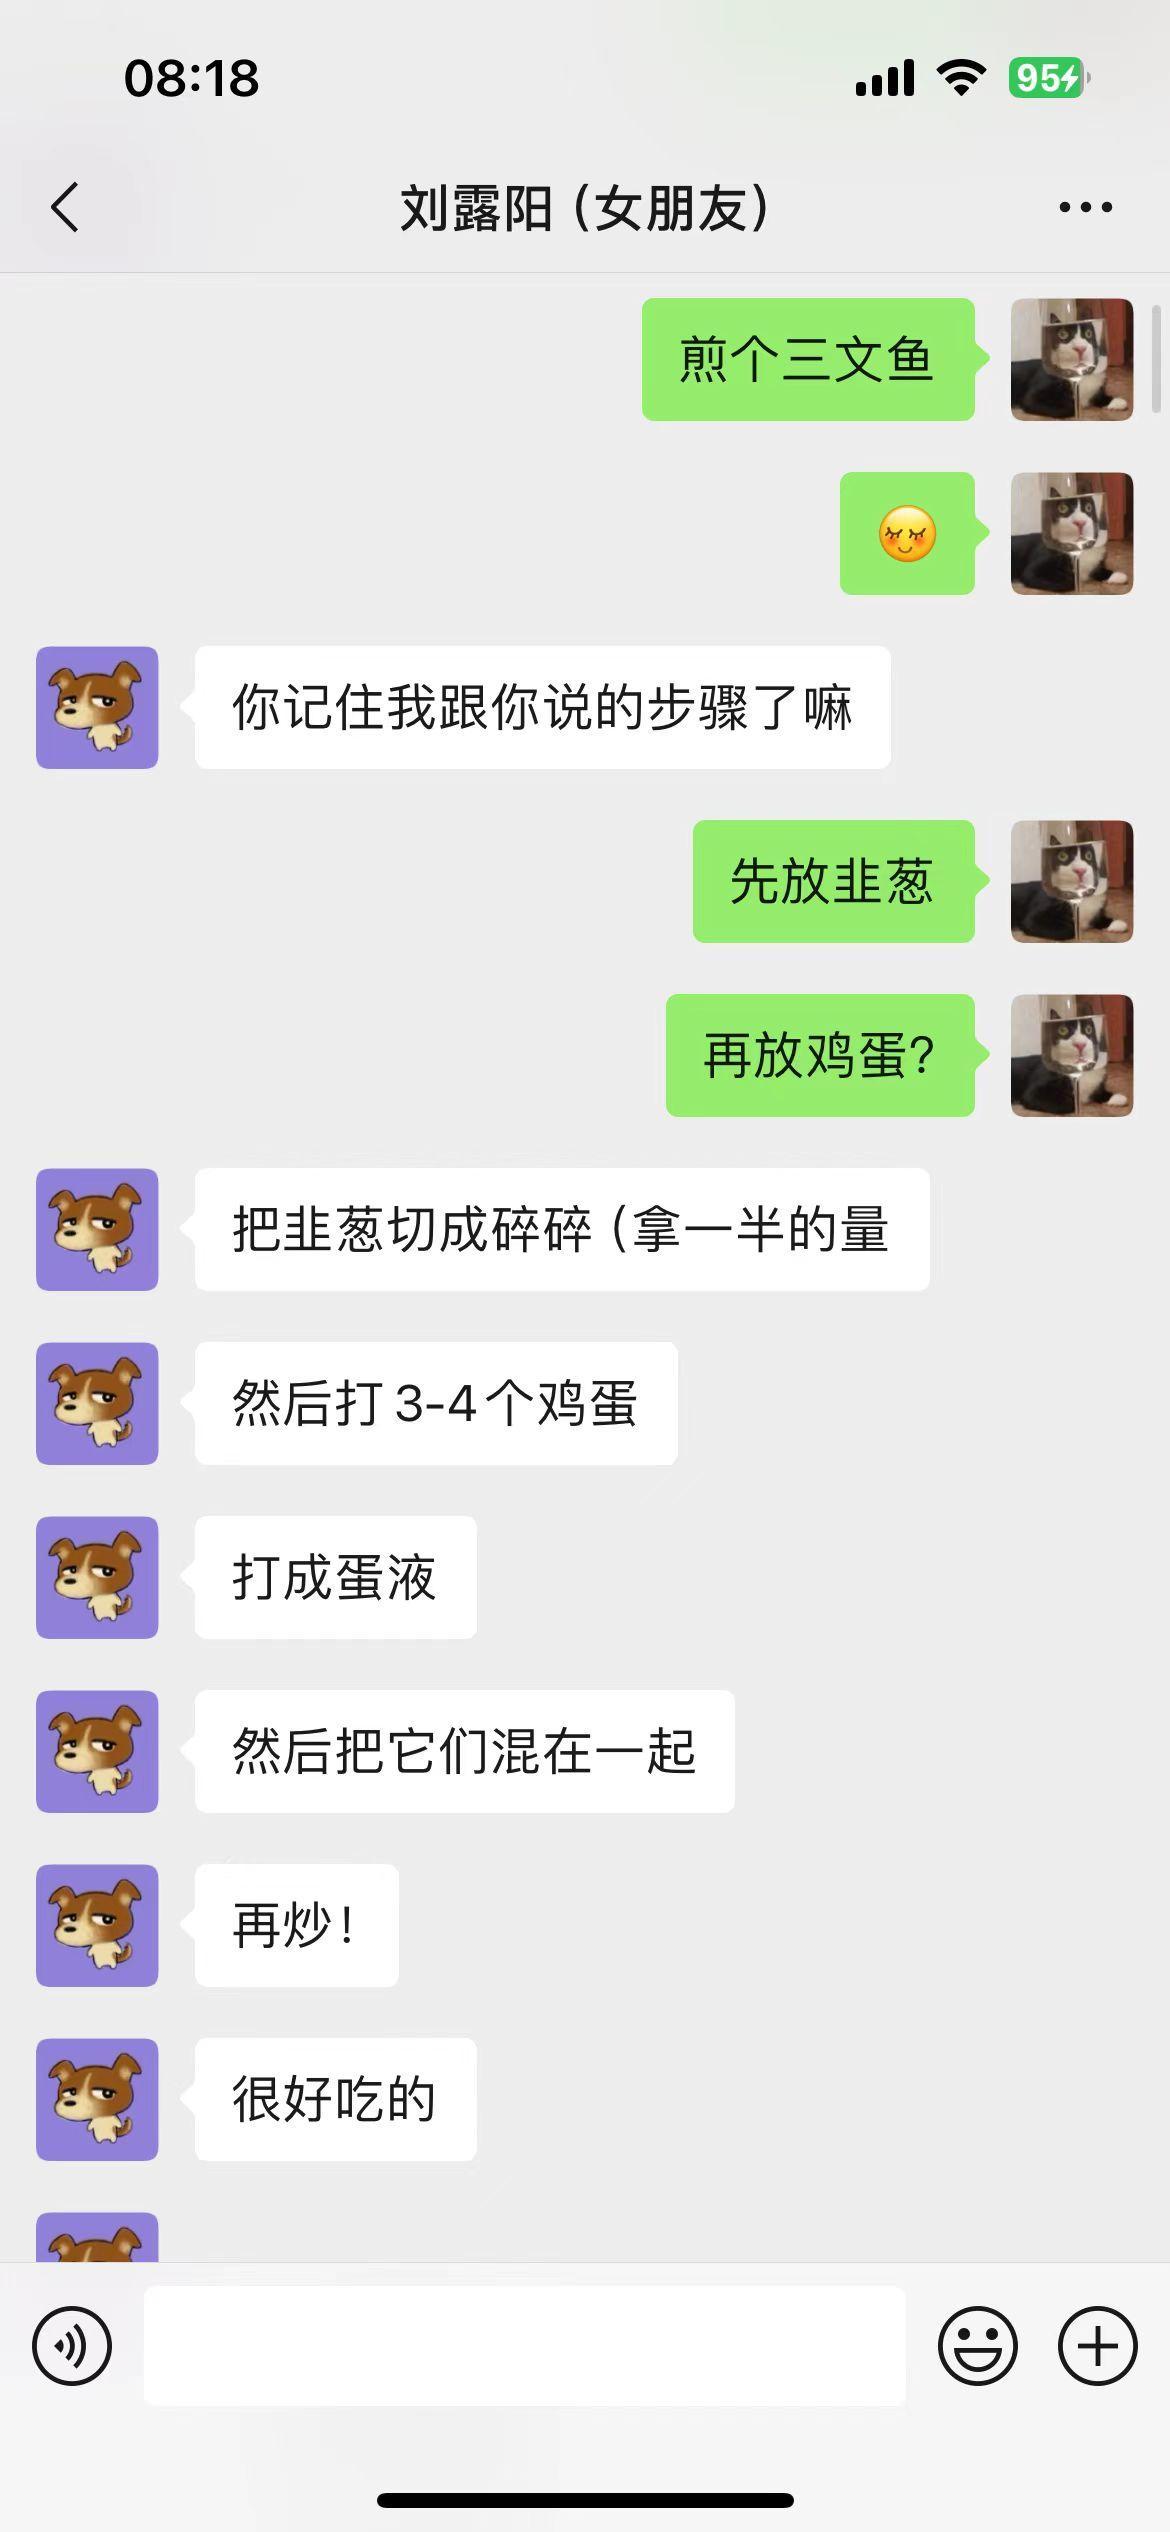 08:18
95
刘露阳（女朋友）
煎个三文鱼
你记住我跟你说的步骤了嘛
先放韭葱
再放鸡蛋？
把韭葱切成碎碎（拿一半的量
然后打3-4个鸡蛋
打成蛋液
然后把它们混在一起
再炒！
很好吃的